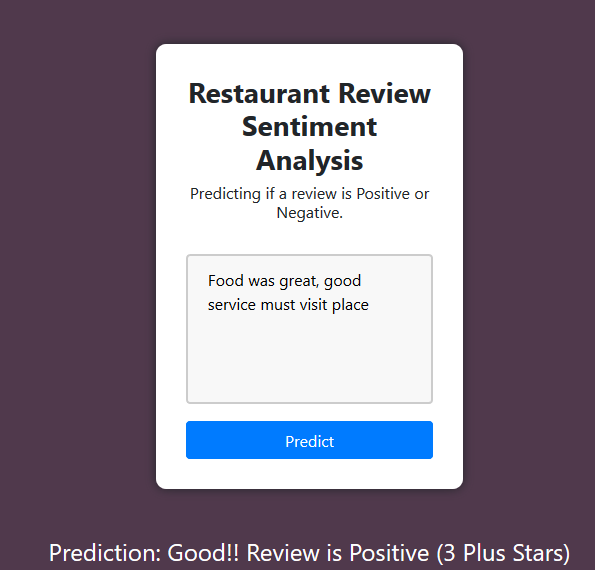 Restaurant Review
Sentiment
Analysis
Predicting if a review is Positive or
Negative.
Food was great, good
service must visit place
Predict
Prediction: Good!! Review is Positive (3 Plus Stars)